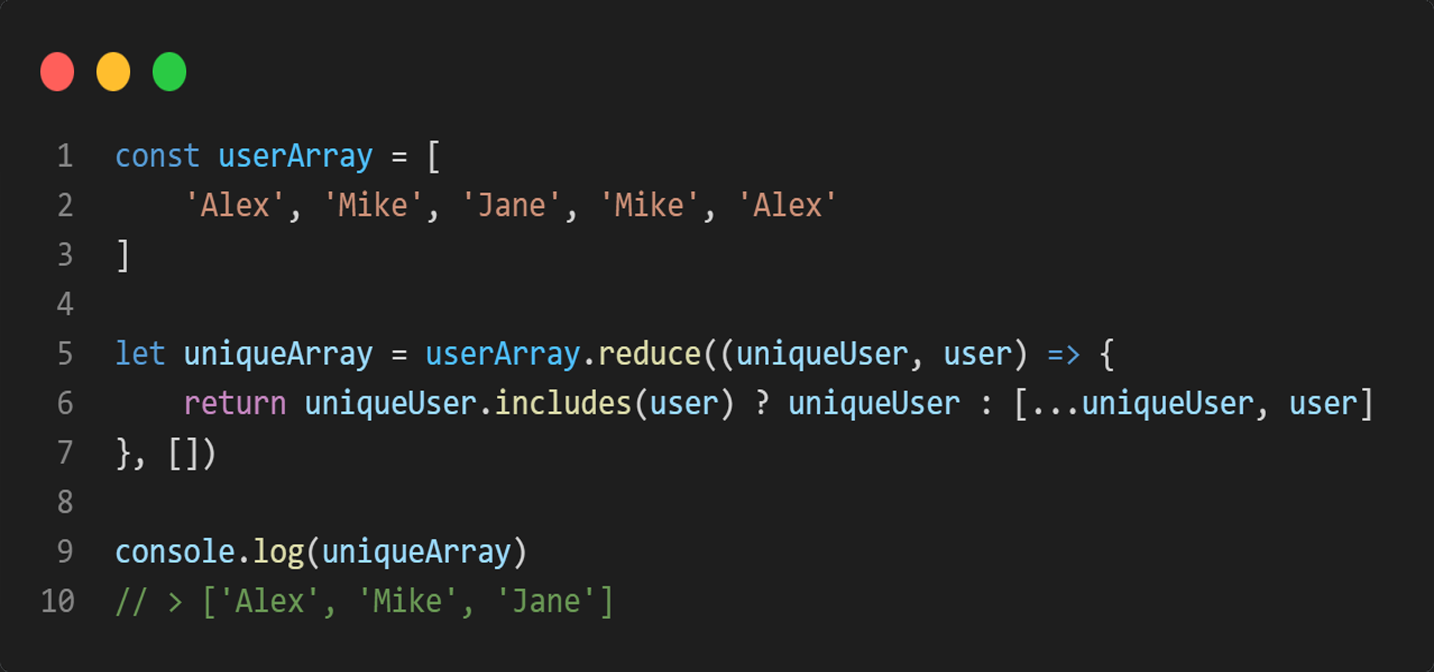 1 const userArray = [
2     'Alex', 'Mike', 'Jane', 'Mike', 'Alex'
3 ]
4
5 let uniqueArray = userArray.reduce((uniqueUser, user) => {
6     return uniqueUser.includes(user) ? uniqueUser : [...uniqueUser, user]
7 }, [])
8
9 console.log(uniqueArray)
10 // > ['Alex', 'Mike', 'Jane']